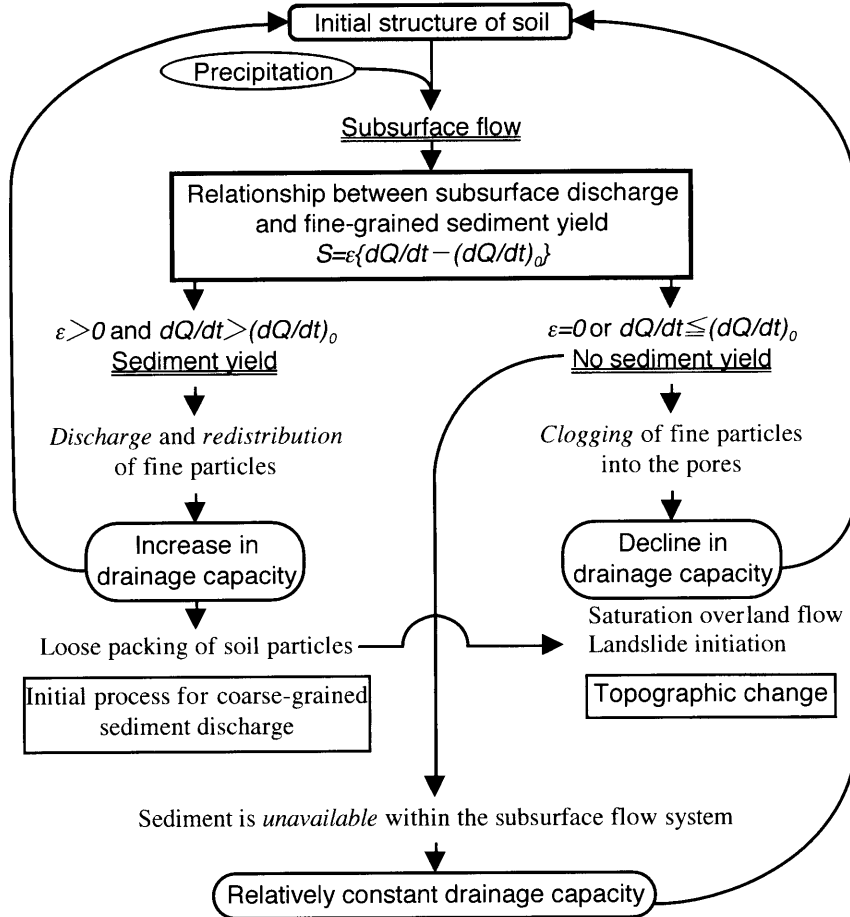 Initial structure of soil
Precipitation
Subsurface flow
Relationship between subsurface discharge
and fine-grained sediment yield
S=ε{dQ/dt−(dQ/dt)₀}
ε>0 and dQ/dt>(dQ/dt)₀
Sediment yield
Discharge and redistribution
of fine particles
Increase in
drainage capacity
Loose packing of soil particles
Initial process for coarse-grained
sediment discharge
ε=0 or dQ/dt≦(dQ/dt)₀
No sediment yield
Clogging of fine particles
into the pores
Decline in
drainage capacity
Saturation overland flow
Landslide initiation
Topographic change
Sediment is unavailable within the subsurface flow system
Relatively constant drainage capacity